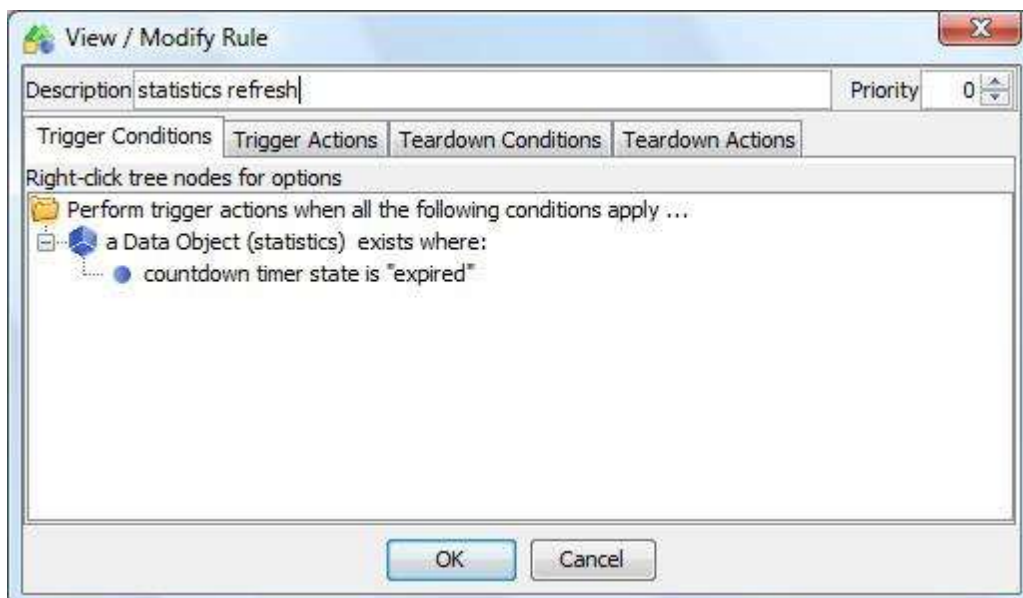 View / Modify Rule
Description statistics refresh Priority 0
Trigger Conditions Trigger Actions Teardown Conditions Teardown Actions
Right-click tree nodes for options
Perform trigger actions when all the following conditions apply ...
a Data Object (statistics) exists where:
countdown timer state is "expired"
OK Cancel